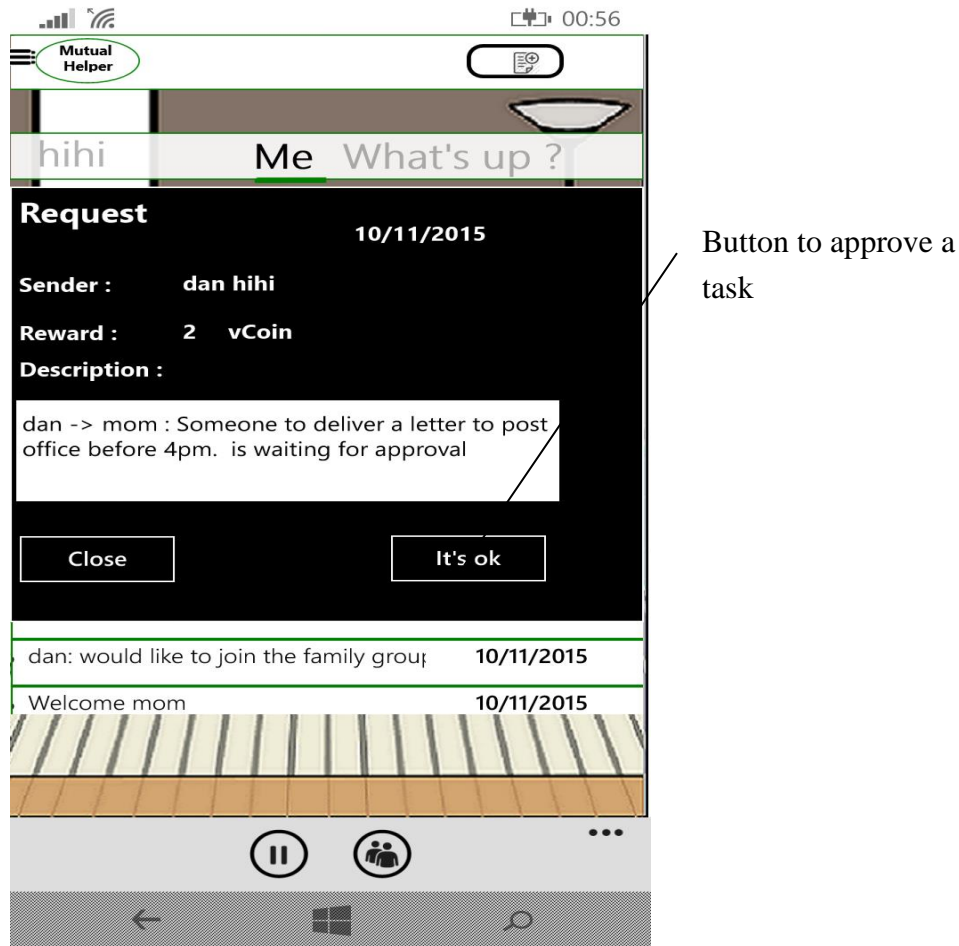 00:56
Mutual
Helper
hihi Me What's up ?
Request
10/11/2015
Sender : dan hihi
Reward : 2 vCoin
Description :
dan -> mom : Someone to deliver a letter to post
office before 4pm. is waiting for approval
Close It's ok
dan: would like to join the family group 10/11/2015
Welcome mom 10/11/2015
Button to approve a
task